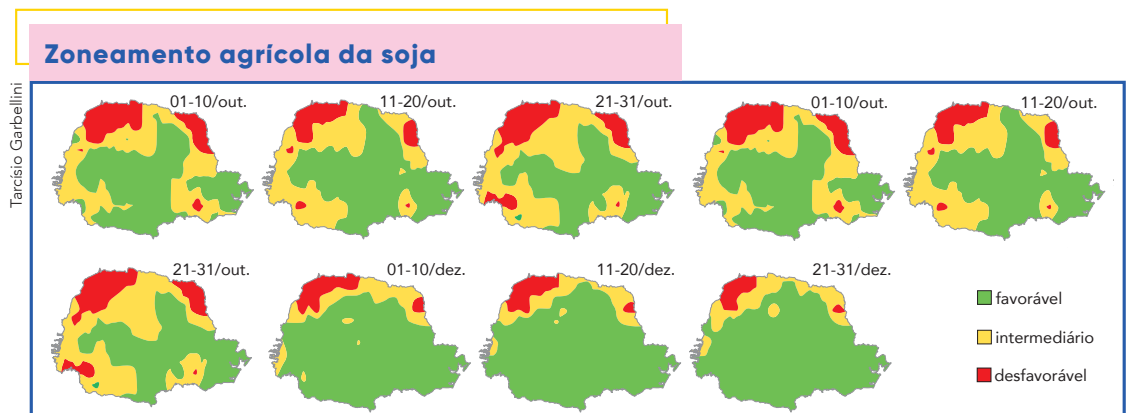 Zoneamento agrícola da soja
Tarcísio Garbellini
01-10/out.
11-20/out.
21-31/out.
01-10/out.
11-20/out.
21-31/out.
01-10/dez.
11-20/dez.
21-31/dez.
favorável
intermediário
desfavorável